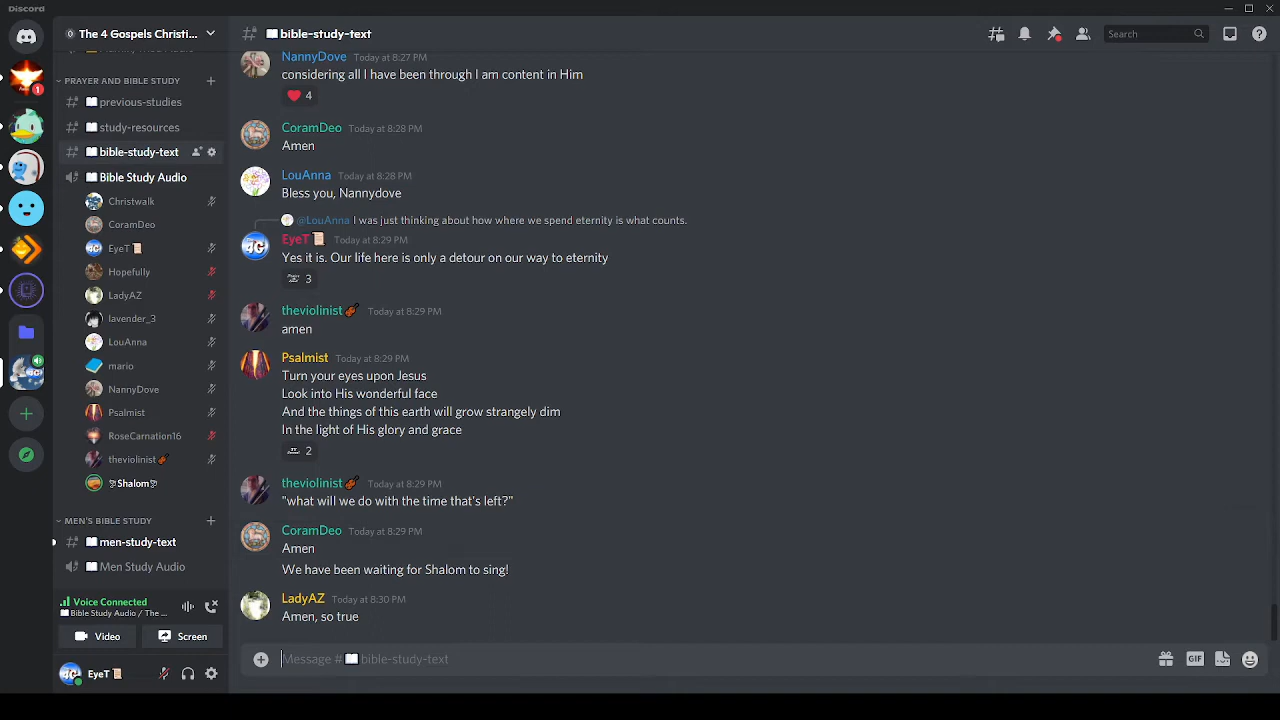 Discord
The 4 Gospels Christi...
bible-study-text
Search
PRAYER AND BIBLE STUDY
previous-studies
study-resources
bible-study-text
Bible Study Audio
Christwalk
CoramDeo
EyeT
Hopefully
LadyAZ
lavender_3
LouAnna
mario
NannyDove
Psalmist
RoseCarnation16
theviolinist
Shalom
MEN'S BIBLE STUDY
men-study-text
Men Study Audio
Voice Connected
Bible Study Audio / The ...
Video
Screen
EyeT
1
NannyDove Today at 8:27 PM
considering all I have been through I am content in Him
4
CoramDeo Today at 8:28 PM
Amen
LouAnna Today at 8:28 PM
Bless you, Nannydove
@LouAnna I was just thinking about how where we spend eternity is what counts.
EyeT Today at 8:29 PM
4G
Yes it is. Our life here is only a detour on our way to eternity
3
theviolinist Today at 8:29 PM
amen
Psalmist Today at 8:29 PM
Turn your eyes upon Jesus
Look into His wonderful face
And the things of this earth will grow strangely dim
In the light of His glory and grace
2
theviolinist Today at 8:29 PM
"what will we do with the time that's left?"
CoramDeo Today at 8:29 PM
Amen
We have been waiting for Shalom to sing!
LadyAZ Today at 8:30 PM
Amen, so true
Message # bible-study-text
GIF